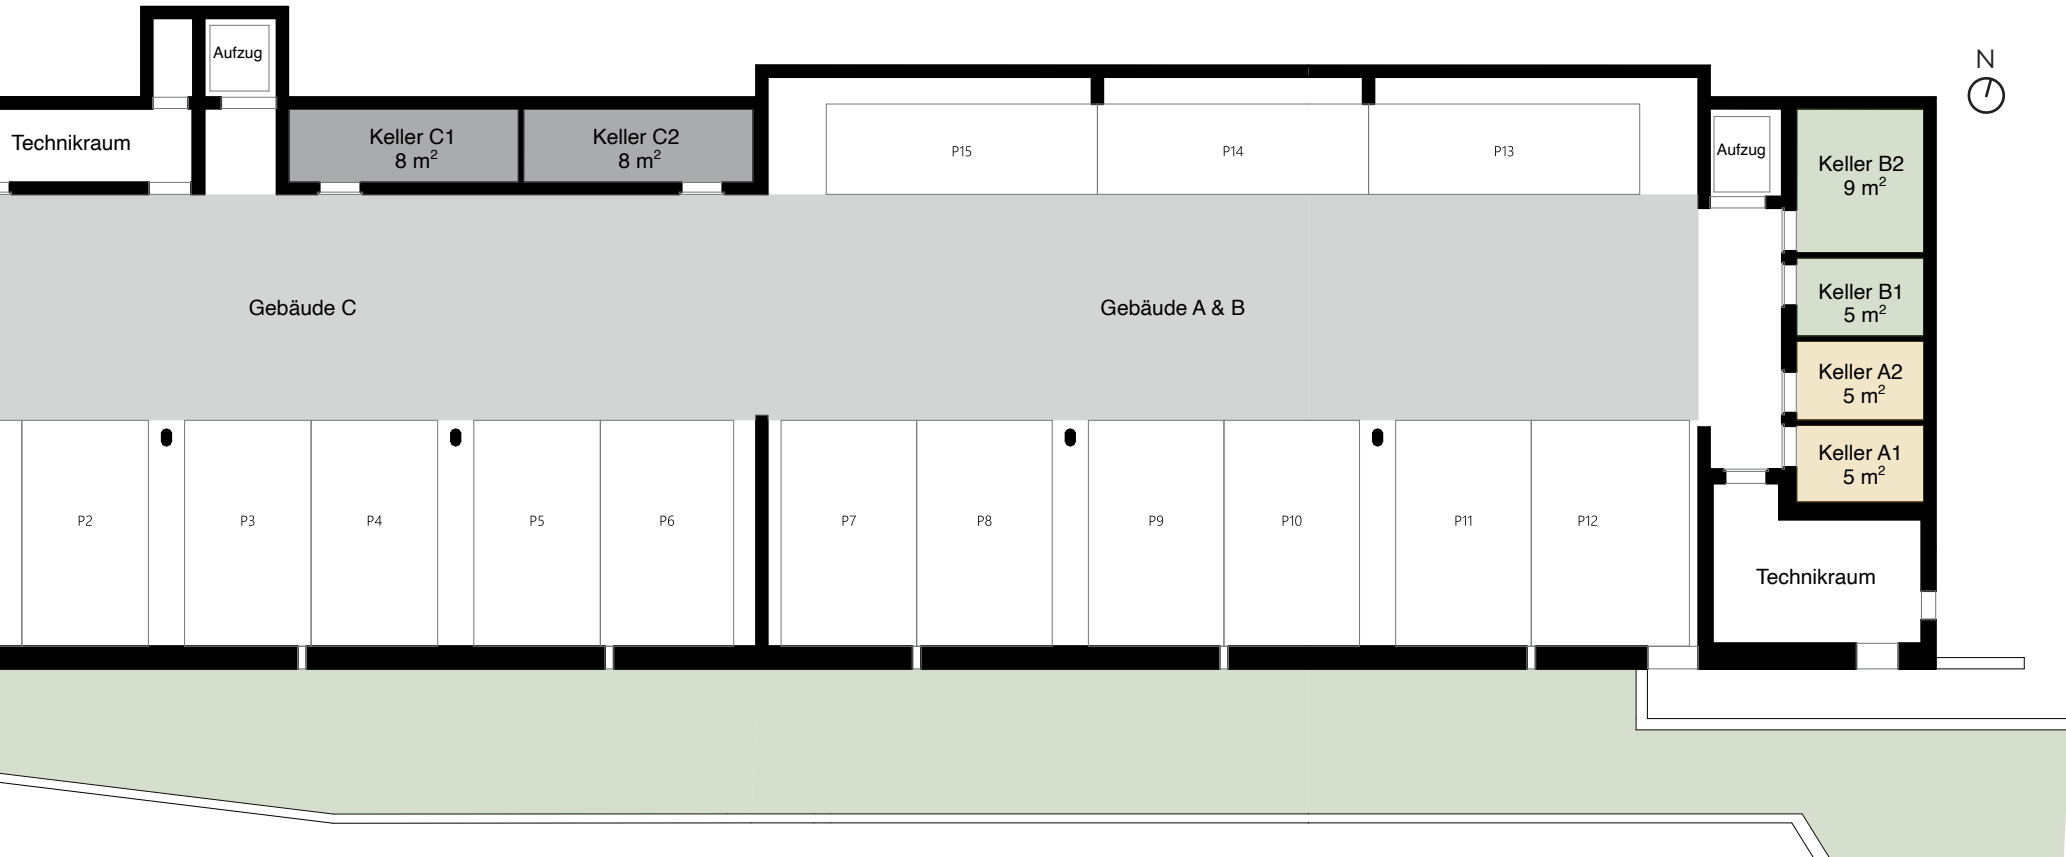 N
Aufzug
Technikraum
Keller C1
8 m²
Keller C2
8 m²
P15
P14
P13
Aufzug
Keller B2
9 m²
Keller B1
5 m²
Gebäude C
Gebäude A & B
Keller A2
5 m²
Keller A1
5 m²
P2
P3
P4
P5
P6
P7
P8
P9
P10
P11
P12
Technikraum